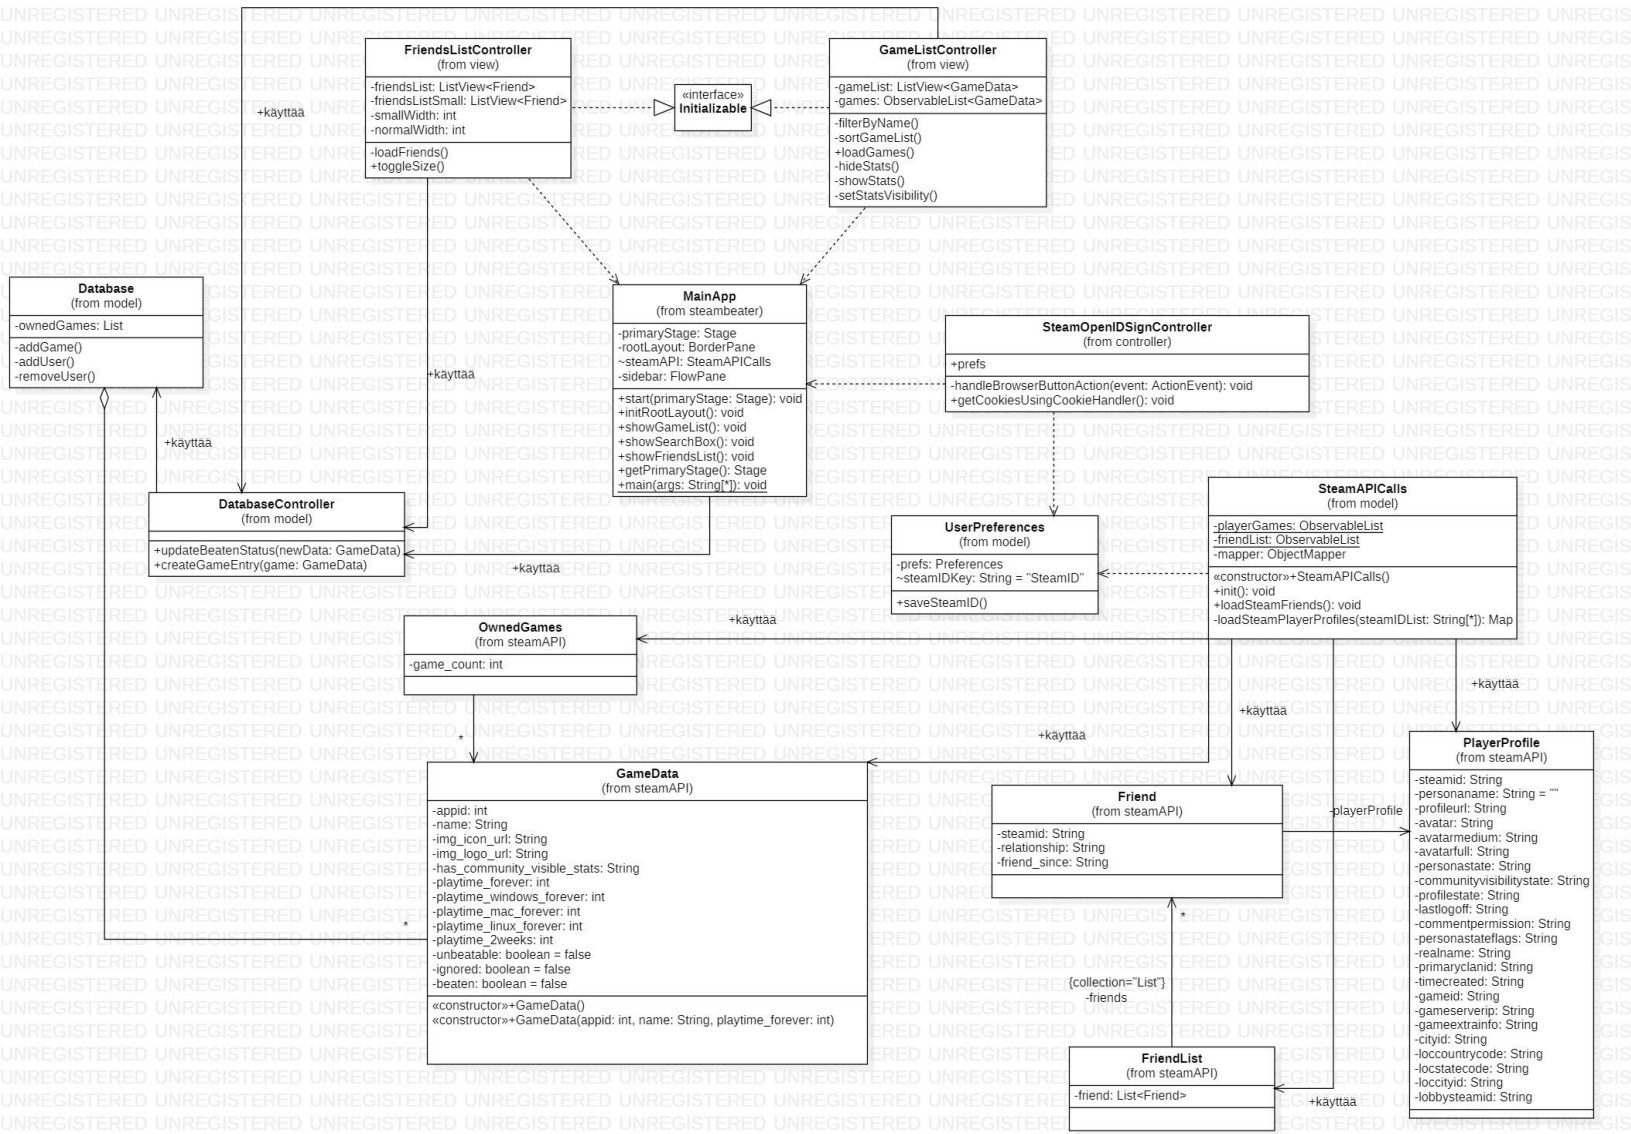 FriendsListController
(from view)
-friendsList: ListView<Friend>
-friendsListSmall: ListView<Friend>
-smallWidth: int
-normalWidth: int
-loadFriends()
+toggleSize()
«interface»
Initializable
GameListController
(from view)
-gameList: ListView<GameData>
-games: ObservableList<GameData>
-filterByName()
-sortGameList()
+loadGames()
-hideStats()
-showStats()
-setStatsVisibility()
+käyttää
Database
(from model)
-ownedGames: List
-addGame()
-addUser()
-removeUser()
MainApp
(from steambeater)
-primaryStage: Stage
-rootLayout: BorderPane
~steamAPI: SteamAPICalls
-sidebar: FlowPane
+start(primaryStage: Stage): void
+initRootLayout(): void
+showGameList(): void
+showSearchBox(): void
+showFriendsList(): void
+getPrimaryStage(): Stage
+main(args: String[*]): void
SteamOpenIDSignController
(from controller)
+prefs
-handleBrowserButtonAction(event: ActionEvent): void
+getCookiesUsingCookieHandler(): void
+käyttää
+käyttää
DatabaseController
(from model)
+updateBeatenStatus(newData: GameData)
+createGameEntry(game: GameData)
+käyttää
UserPreferences
(from model)
-prefs: Preferences
~steamIDKey: String = "SteamID"
+saveSteamID()
SteamAPICalls
(from model)
-playerGames: ObservableList
-friendList: ObservableList
-mapper: ObjectMapper
«constructor»+SteamAPICalls()
+init(): void
+loadSteamFriends(): void
-loadSteamPlayerProfiles(steamIDList: String[*]): Map
OwnedGames
(from steamAPI)
-game_count: int
+käyttää
+käyttää
+käyttää
+käyttää
*
GameData
(from steamAPI)
-appid: int
-name: String
-img_icon_url: String
-img_logo_url: String
-has_community_visible_stats: String
-playtime_forever: int
-playtime_windows_forever: int
-playtime_mac_forever: int
-playtime_linux_forever: int
-playtime_2weeks: int
-unbeatable: boolean = false
-ignored: boolean = false
-beaten: boolean = false
«constructor»+GameData()
«constructor»+GameData(appid: int, name: String, playtime_forever: int)
*
Friend
(from steamAPI)
-steamid: String
-relationship: String
-friend_since: String
-playerProfile
PlayerProfile
(from steamAPI)
-steamid: String
-personaname: String = ""
-profileurl: String
-avatar: String
-avatarmedium: String
-avatarfull: String
-personastate: String
-communityvisibilitystate: String
-profilestate: String
-lastlogoff: String
-commentpermission: String
-personastateflags: String
-realname: String
-primaryclanid: String
-timecreated: String
-gameid: String
-gameserverip: String
-gameextrainfo: String
-cityid: String
-loccountrycode: String
-locstatecode: String
-loccityid: String
-lobbysteamid: String
*
{collection="List"}
-friends
FriendList
(from steamAPI)
-friend: List<Friend>
+käyttää